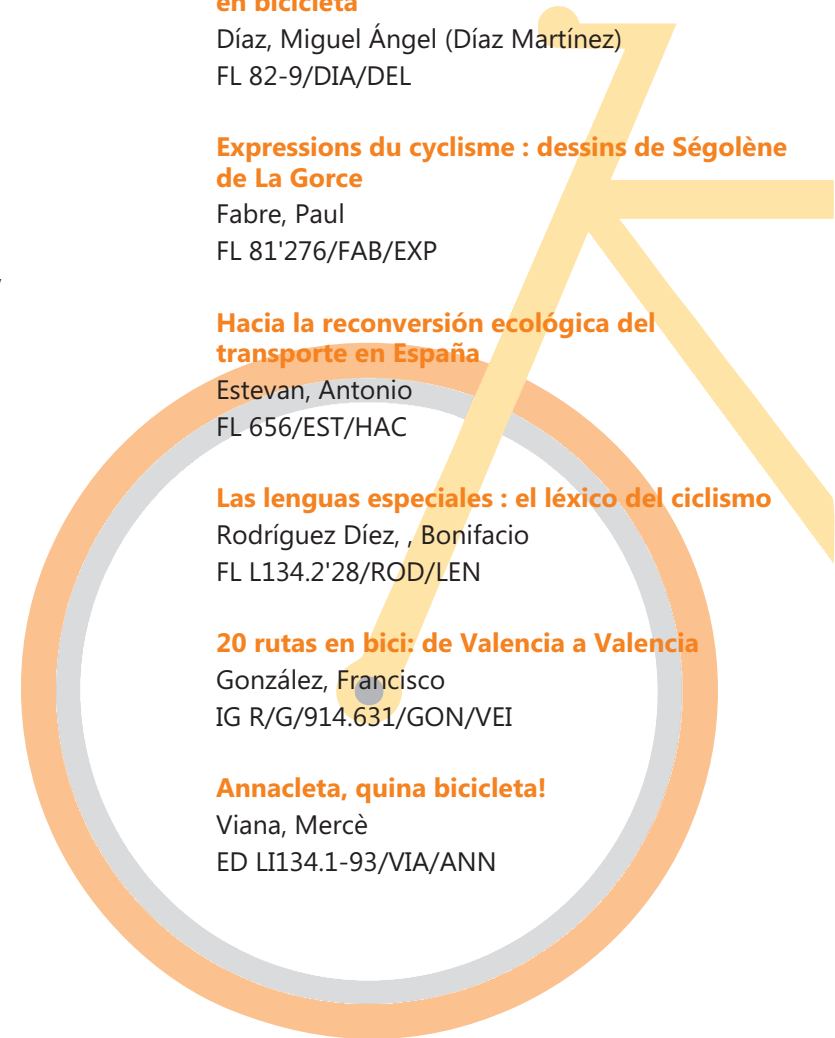 en bicicleta
Díaz, Miguel Ángel (Díaz Martínez)
FL 82-9/DIA/DEL
Expressions du cyclisme : dessins de Ségolène
de La Gorce
Fabre, Paul
FL 81'276/FAB/EXP
Hacia la reconversión ecológica del
transporte en España
Estevan, Antonio
FL 656/EST/HAC
Las lenguas especiales : el léxico del ciclismo
Rodríguez Díez, , Bonifacio
FL L134.2'28/ROD/LEN
20 rutas en bici: de Valencia a Valencia
González, Francisco
IG R/G/914.631/GON/VEI
Annacleta, quina bicicleta!
Viana, Mercè
ED LI134.1-93/VIA/ANN